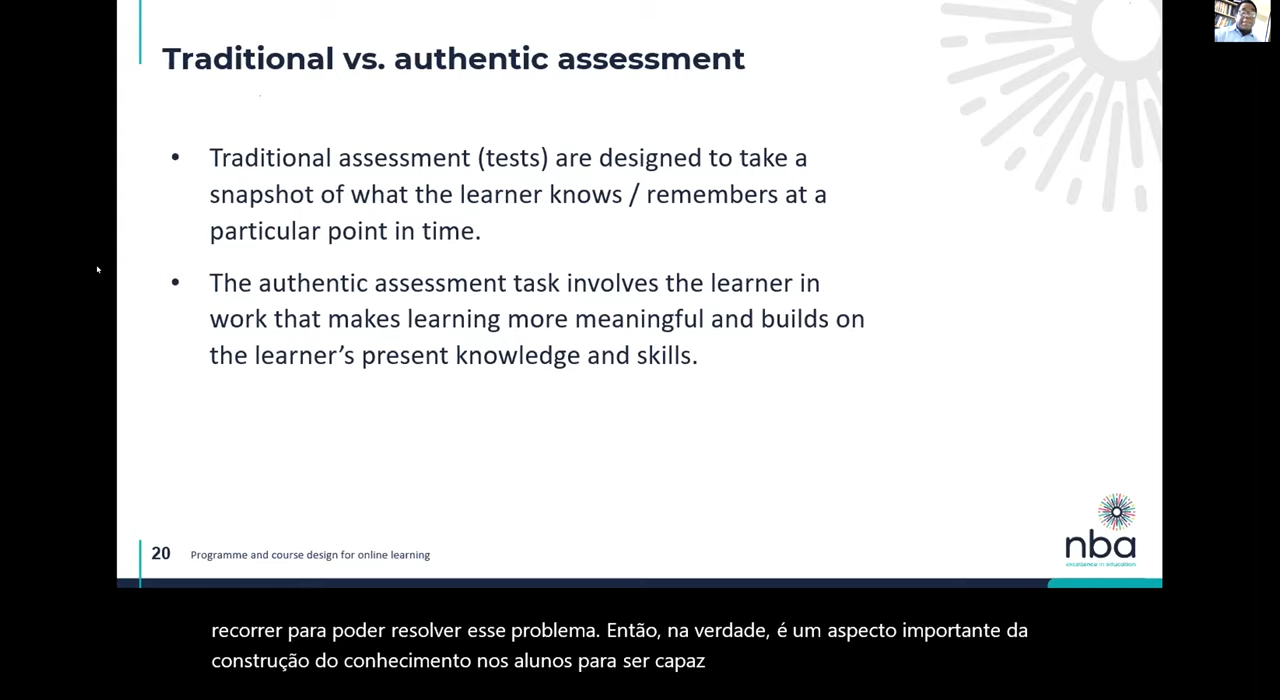 Traditional vs. authentic assessment
• Traditional assessment (tests) are designed to take a
snapshot of what the learner knows / remembers at a
particular point in time.
• The authentic assessment task involves the learner in
work that makes learning more meaningful and builds on
the learner’s present knowledge and skills.
nba
excellence in education
20 Programme and course design for online learning
recorrer para poder resolver esse problema. Então, na verdade, é um aspecto importante da
construção do conhecimento nos alunos para ser capaz